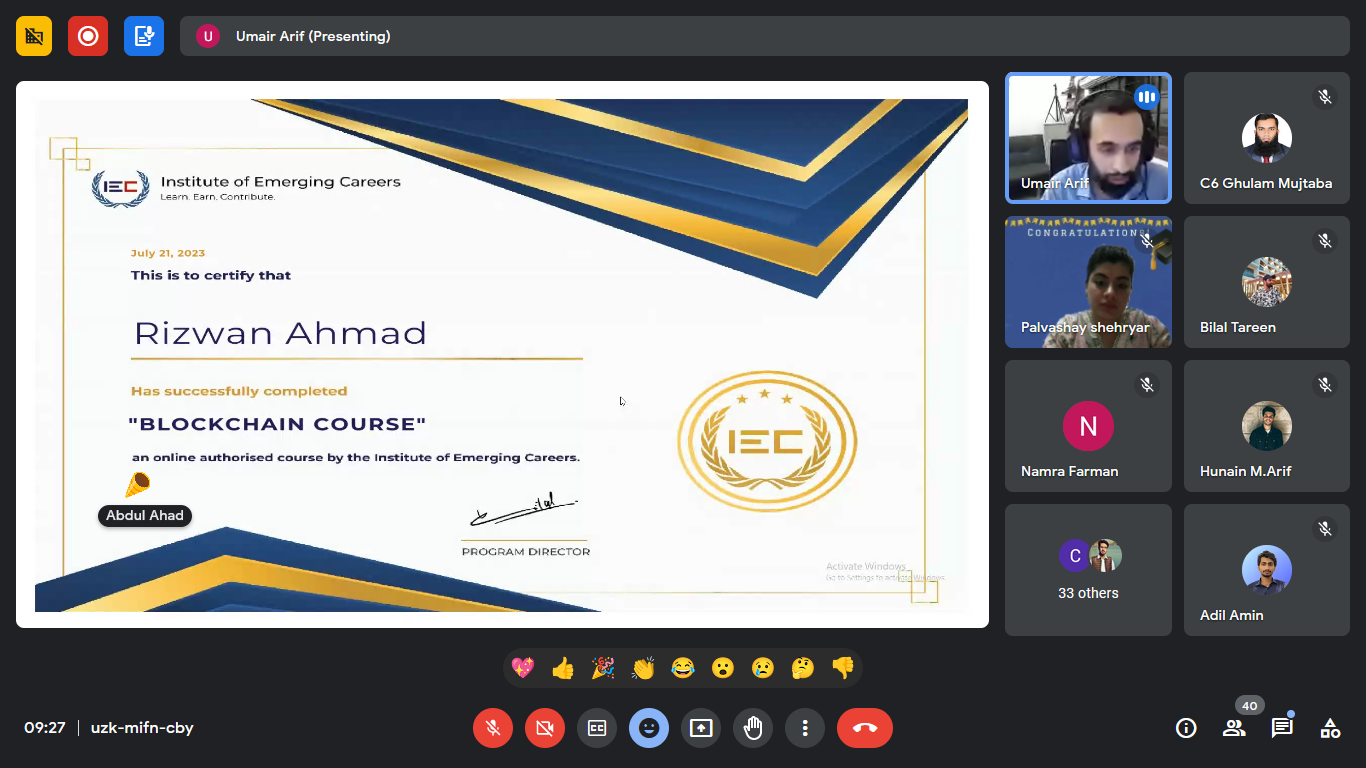 U
Umair Arif (Presenting)
IEC
Institute of Emerging Careers
Learn. Earn. Contribute.
July 21, 2023
This is to certify that
Rizwan Ahmad
Has successfully completed
"BLOCKCHAIN COURSE"
an online authorised course by the Institute of Emerging Careers.
Abdul Ahad
PROGRAM DIRECTOR
IEC
Activate Windows
Go to Settings to activate Windows.
Umair Arif
C6 Ghulam Mujtaba
CONGRATULATIONS
Palvashay shehryar
Bilal Tareen
N
Namra Farman
Hunain M.Arif
C
33 others
Adil Amin
09:27
uzk-mifn-cby
CC
40